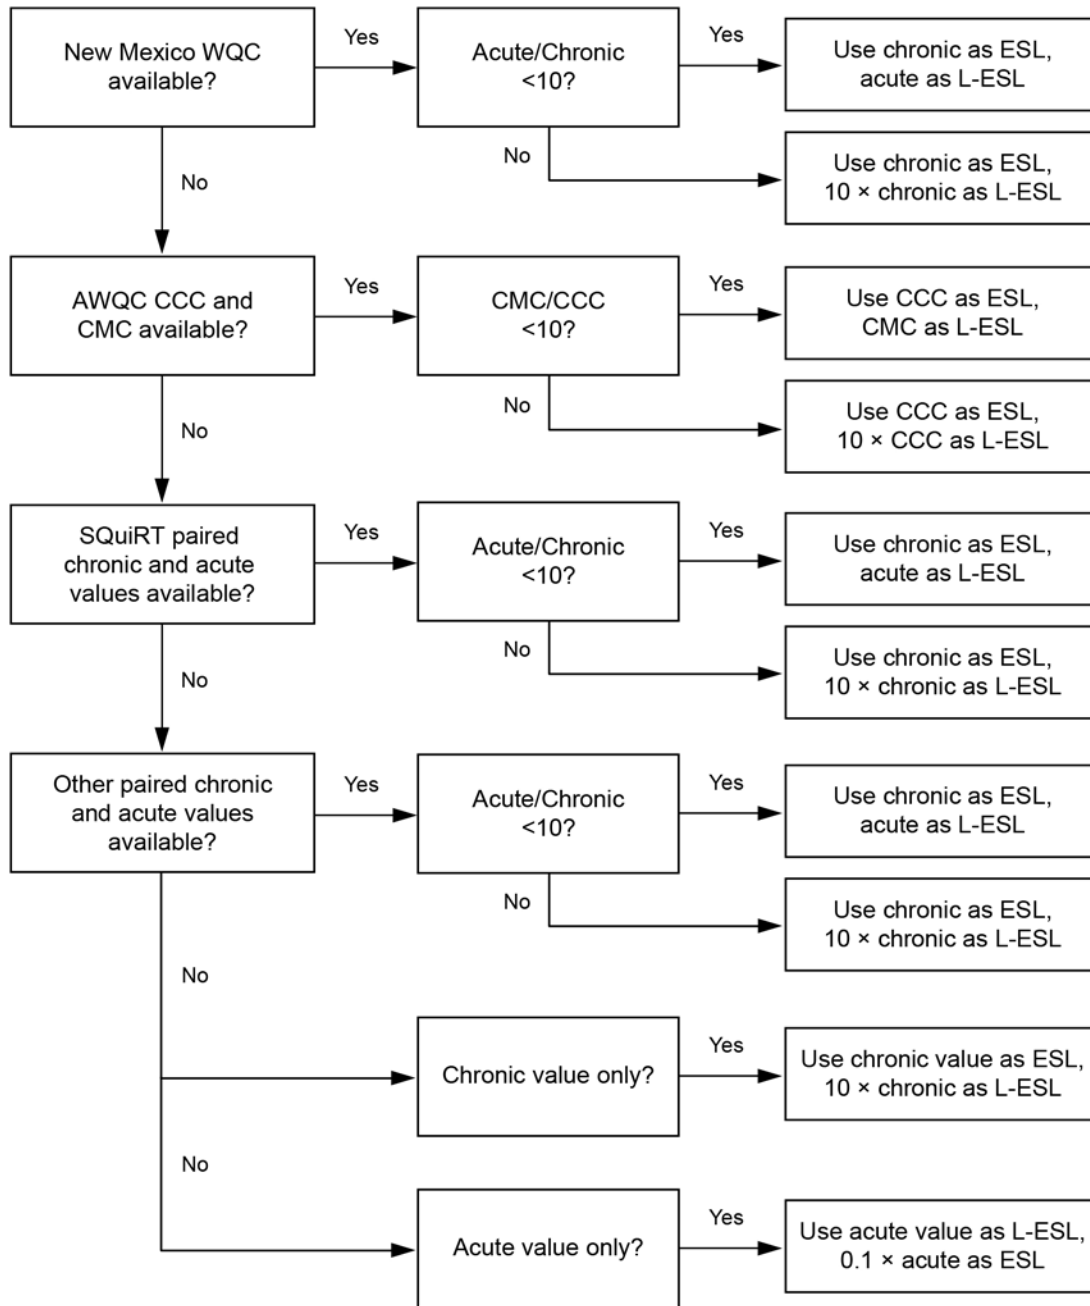 New Mexico WQC
available?
Yes
Acute/Chronic
<10?
Yes
Use chronic as ESL,
acute as L-ESL
No
Use chronic as ESL,
10 × chronic as L-ESL
No
AWQC CCC and
CMC available?
Yes
CMC/CCC
<10?
Yes
Use CCC as ESL,
CMC as L-ESL
No
Use CCC as ESL,
10 × CCC as L-ESL
No
SQuiRT paired
chronic and acute
values available?
Yes
Acute/Chronic
<10?
Yes
Use chronic as ESL,
acute as L-ESL
No
Use chronic as ESL,
10 × chronic as L-ESL
No
Other paired chronic
and acute values
available?
Yes
Acute/Chronic
<10?
Yes
Use chronic as ESL,
acute as L-ESL
No
Use chronic as ESL,
10 × chronic as L-ESL
No
Chronic value only?
Yes
Use chronic value as ESL,
10 × chronic as L-ESL
No
Acute value only?
Yes
Use acute value as L-ESL,
0.1 × acute as ESL